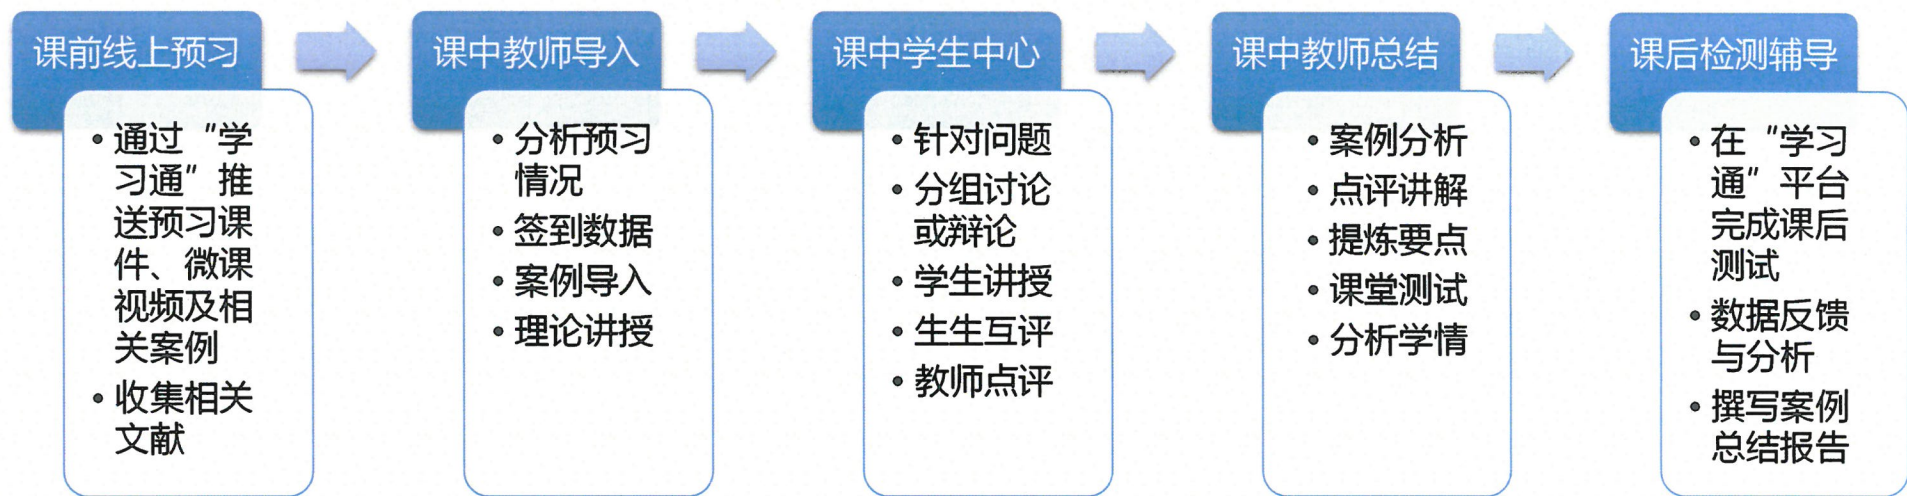 课前线上预习
• 通过“学
习通”推
送预习课
件、微课
视频及相
关案例
• 收集相关
文献
课中教师导入
• 分析预习
情况
• 签到数据
• 案例导入
• 理论讲授
课中学生中心
• 针对问题
• 分组讨论
或辩论
• 学生讲授
• 生生互评
• 教师点评
课中教师总结
• 案例分析
• 点评讲解
• 提炼要点
• 课堂测试
• 分析学情
课后检测辅导
• 在“学习
通”平台
完成课后
测试
• 数据反馈
与分析
• 撰写案例
总结报告